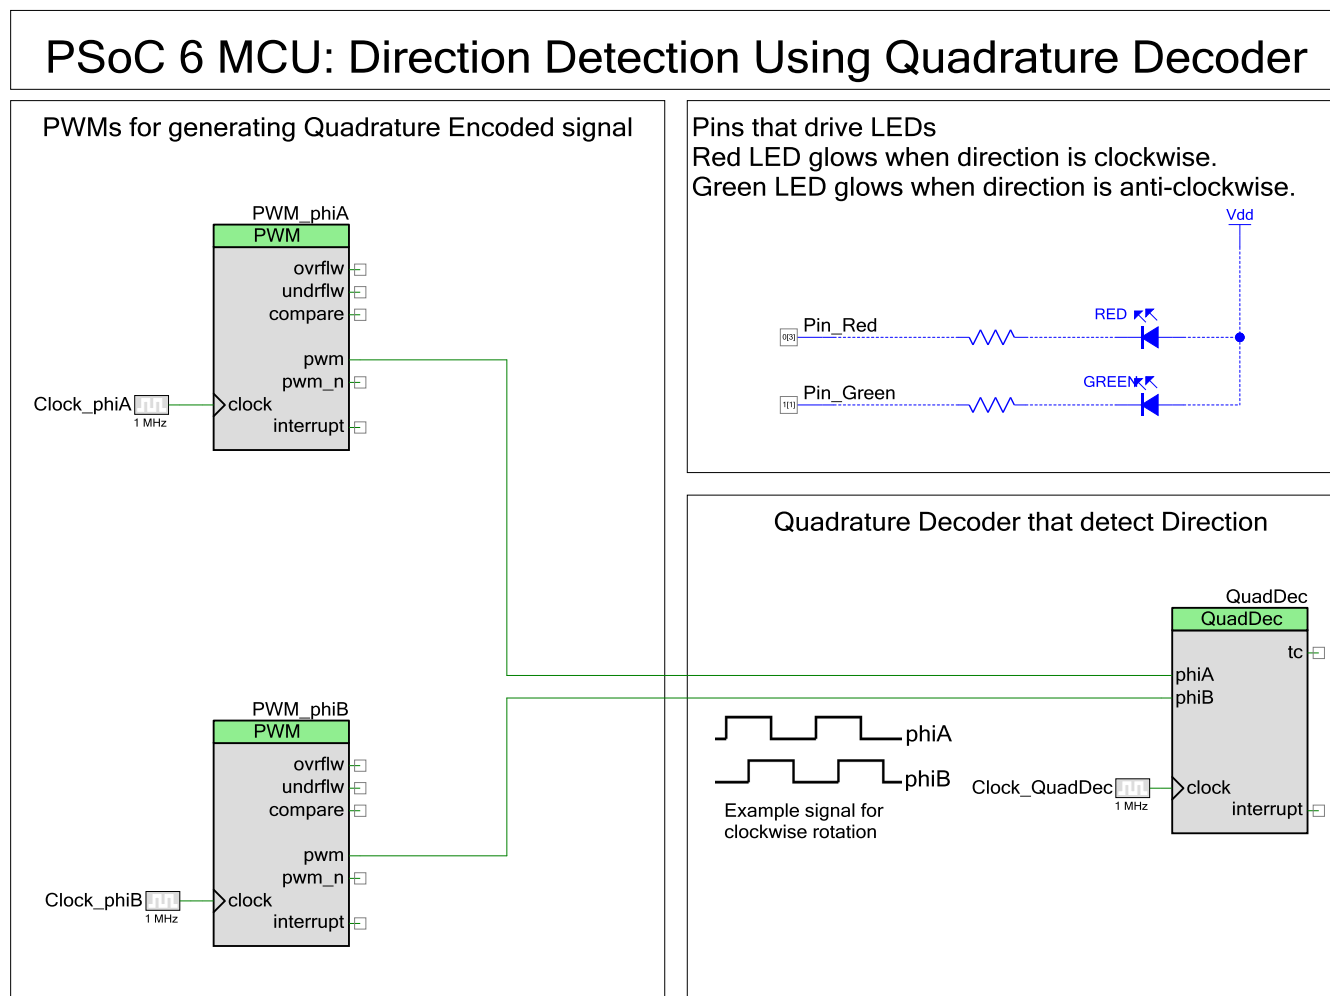 PSoC 6 MCU: Direction Detection Using Quadrature Decoder
PWMs for generating Quadrature Encoded signal
PWM_phiA
PWM
ovrflw
undrflw
compare
pwm
pwm_n
Clock_phiA
1 MHz
clock
interrupt
PWM_phiB
PWM
ovrflw
undrflw
compare
pwm
pwm_n
Clock_phiB
1 MHz
clock
interrupt
Pins that drive LEDs
Red LED glows when direction is clockwise.
Green LED glows when direction is anti-clockwise.
Vdd
0[3]
Pin_Red
RED
1[1]
Pin_Green
GREEN
Quadrature Decoder that detect Direction
QuadDec
QuadDec
tc
phiA
phiB
phiA
phiB
Example signal for
clockwise rotation
Clock_QuadDec
1 MHz
clock
interrupt